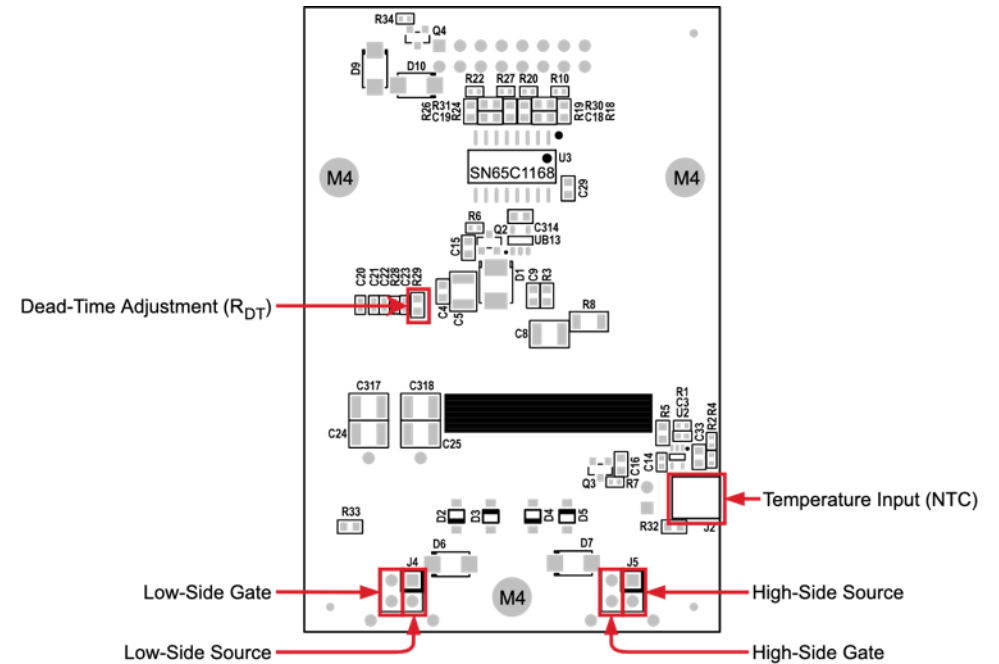 R34
Q4
D9
D10
R22
R27
R20
R10
R26
R31
C19
R24
R19
R30
C18
R18
U3
SN65C1168
M4
M4
C29
R6
Q2
C314
UB13
C15
C20
C21
C22
R28
C23
R29
C4
C5
D1
C9
R3
Dead-Time Adjustment (RDT)
C8
R8
C317
C318
R1
C3
U2
R5
R2
R4
C33
C24
C25
C14
Q3
C16
R7
Temperature Input (NTC)
R33
D2
D3
D4
D5
R32
J2
D6
D7
J4
J5
Low-Side Gate
M4
High-Side Source
Low-Side Source
High-Side Gate